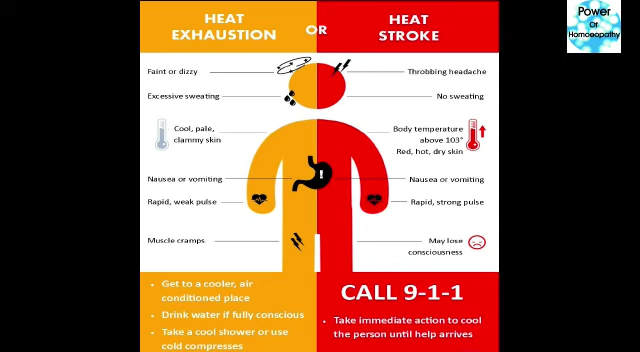 HEAT
EXHAUSTION
OR
HEAT
STROKE
Power
Of
Homoeopathy
Faint or dizzy
Throbbing headache
Excessive sweating
No sweating
Cool, pale,
clammy skin
Body temperature
above 103°
Red, hot, dry skin
Nausea or vomiting
Nausea or vomiting
Rapid, weak pulse
Rapid, strong pulse
Muscle cramps
May lose
consciousness
• Get to a cooler, air
conditioned place
• Drink water if fully conscious
• Take a cool shower or use
cold compresses
CALL 9-1-1
• Take immediate action to cool
the person until help arrives